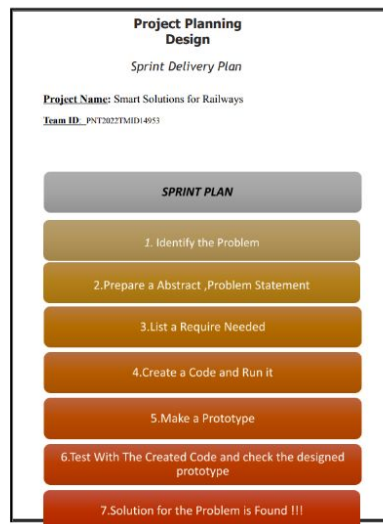 Project Planning
Design
Sprint Delivery Plan
Project Name: Smart Solutions for Railways
Team ID: PNT2022TMID14953
SPRINT PLAN
1. Identify the Problem
2.Prepare a Abstract ,Problem Statement
3.List a Require Needed
4.Create a Code and Run it
5.Make a Prototype
6.Test With The Created Code and check the designed
prototype
7.Solution for the Problem is Found !!!